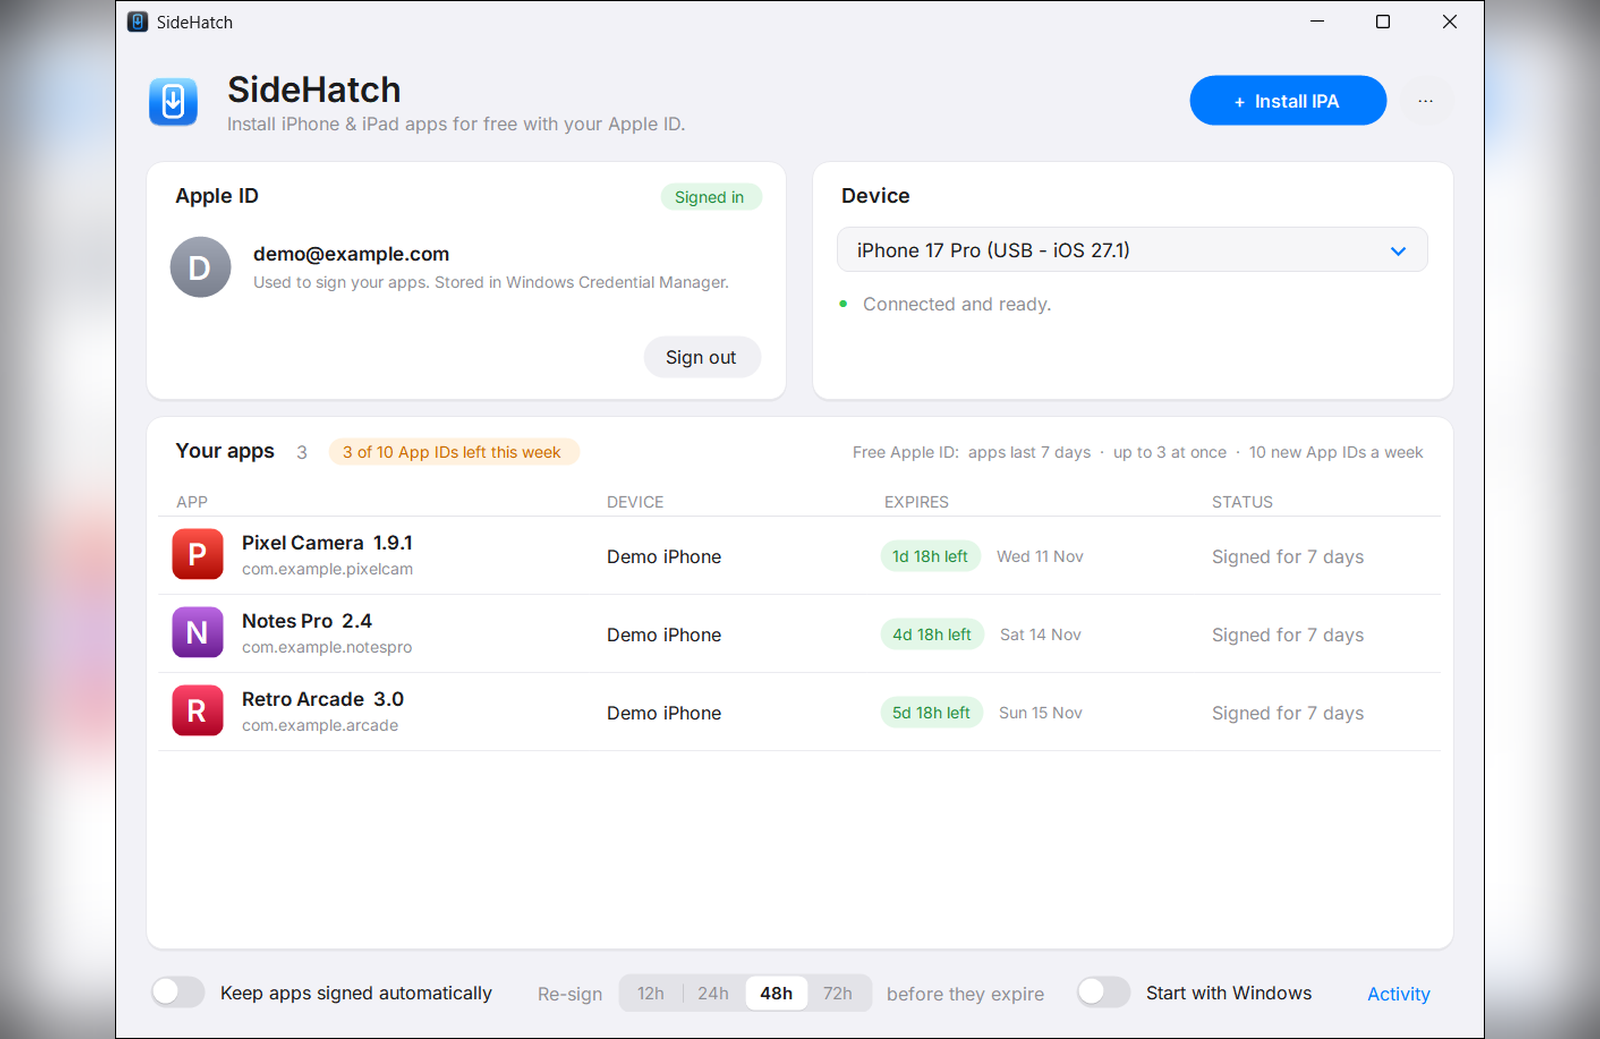 SideHatch
SideHatch
Install iPhone & iPad apps for free with your Apple ID.
+ Install IPA
...
Apple ID
Signed in
D
demo@example.com
Used to sign your apps. Stored in Windows Credential Manager.
Sign out
Device
iPhone 17 Pro (USB - iOS 27.1)
Connected and ready.
Your apps 3
3 of 10 App IDs left this week
Free Apple ID: apps last 7 days · up to 3 at once · 10 new App IDs a week
APP DEVICE EXPIRES STATUS
P
Pixel Camera 1.9.1
com.example.pixelcam
Demo iPhone
1d 18h left
Wed 11 Nov
Signed for 7 days
N
Notes Pro 2.4
com.example.notespro
Demo iPhone
4d 18h left
Sat 14 Nov
Signed for 7 days
R
Retro Arcade 3.0
com.example.arcade
Demo iPhone
5d 18h left
Sun 15 Nov
Signed for 7 days
Keep apps signed automatically
Re-sign 12h 24h 48h 72h before they expire
Start with Windows
Activity